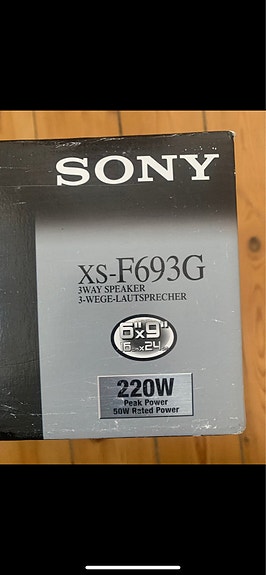 SONY
XS-F693G
3WAY SPEAKER
3-WEGE-LAUTSPRECHER
6"x9"
220W
Peak Power
50W Rated Power